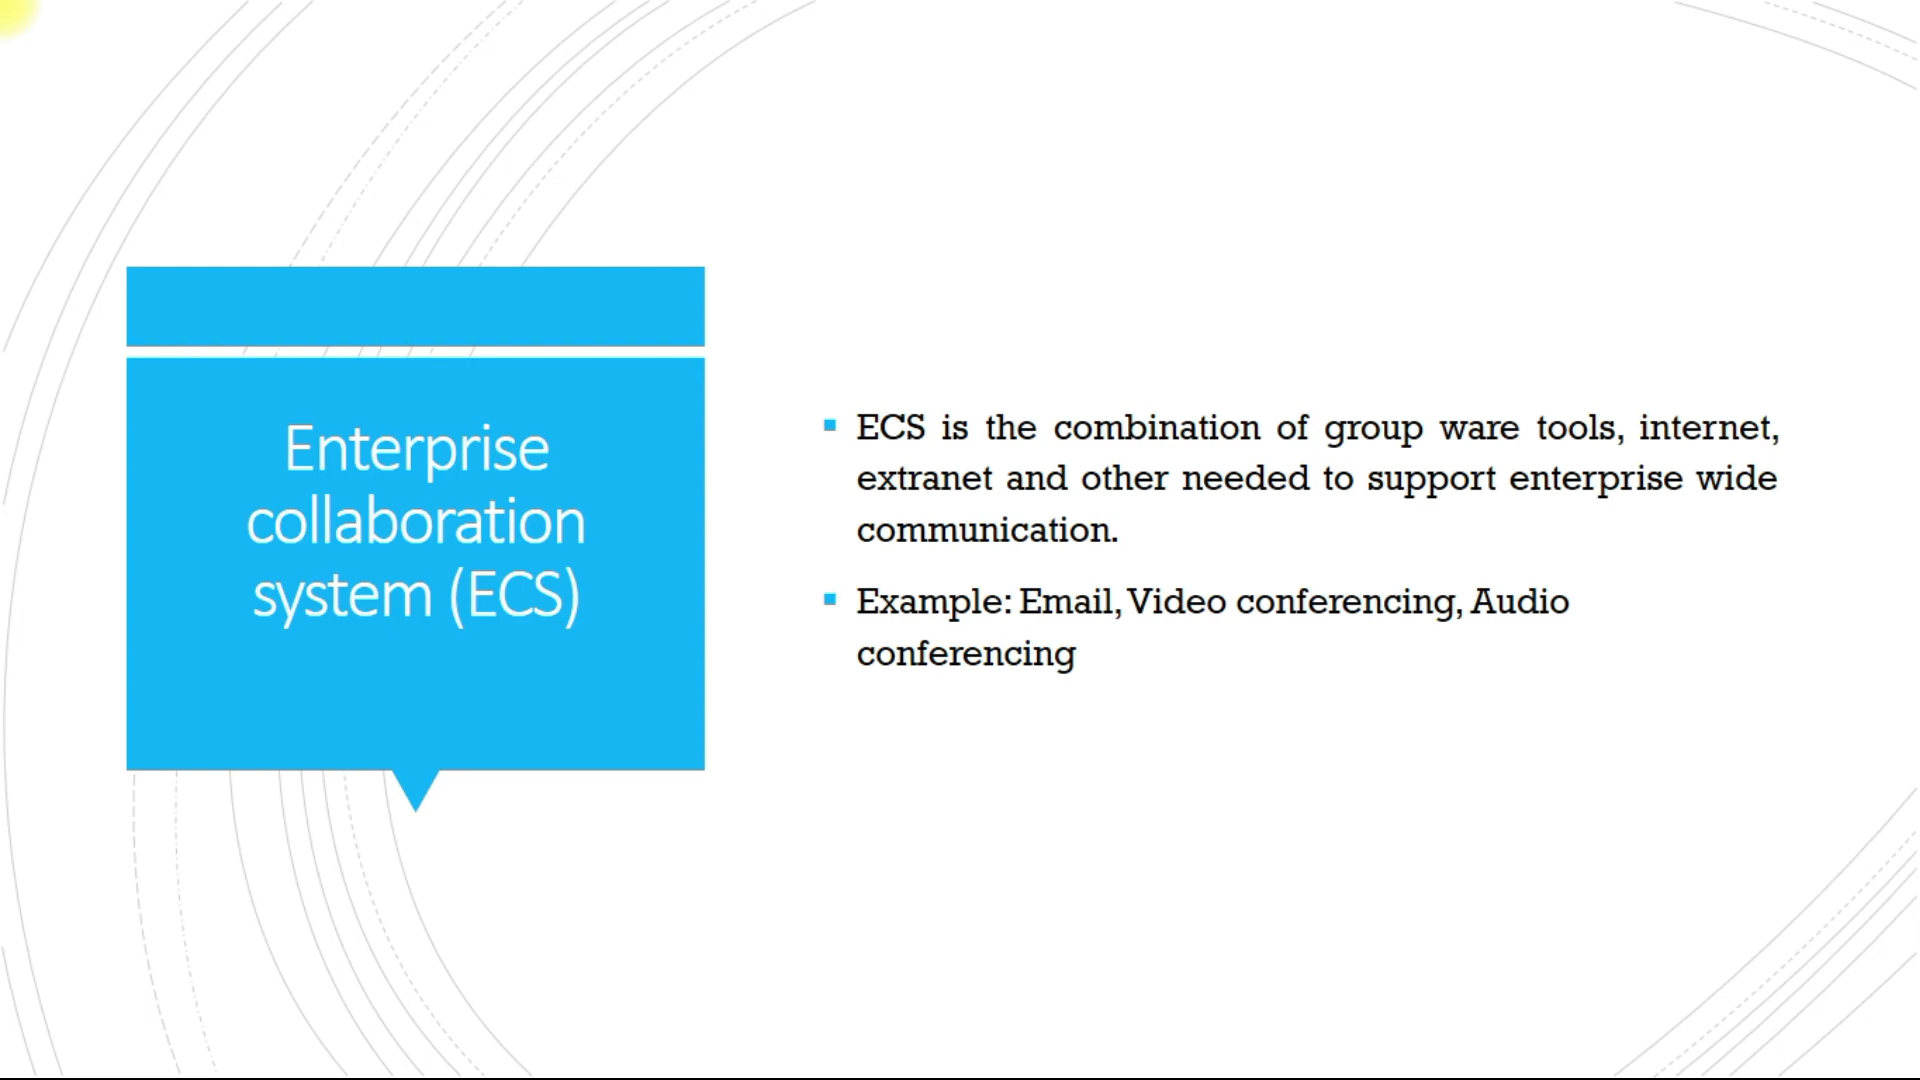 Enterprise
collaboration
system (ECS)
ECS is the combination of group ware tools, internet,
extranet and other needed to support enterprise wide
communication.
Example: Email, Video conferencing, Audio
conferencing